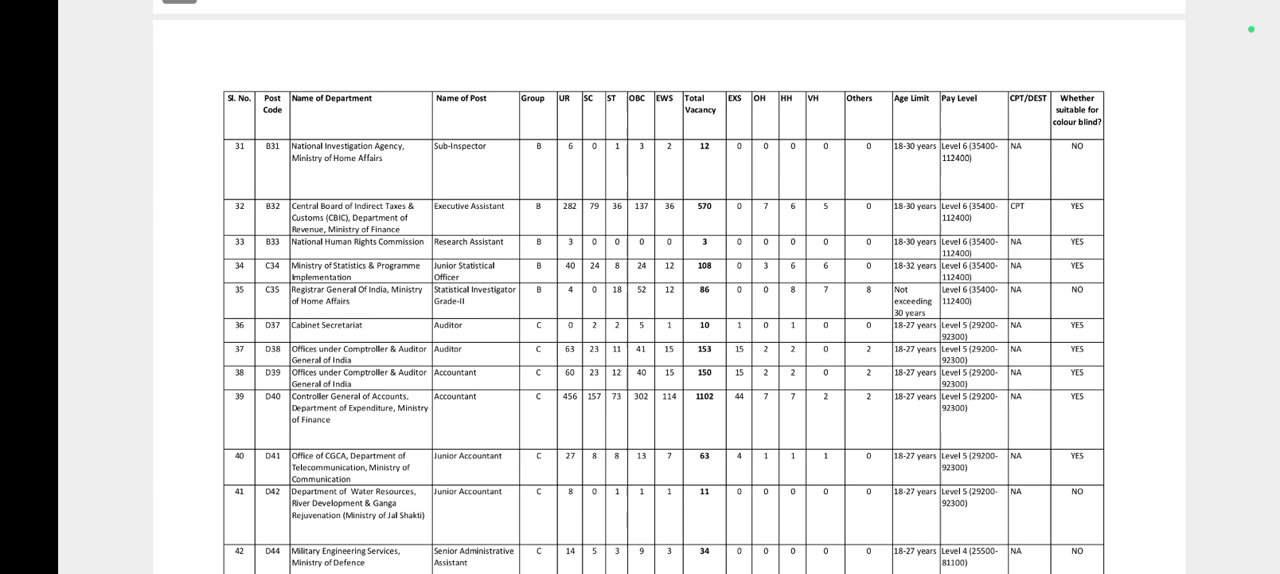 Sl. No. Post Code Name of Department Name of Post Group UR SC ST OBC EWS Total Vacancy EXS OH HH VH Others Age Limit Pay Level CPT/DEST Whether suitable for colour blind?
31 B31 National Investigation Agency, Ministry of Home Affairs Sub-Inspector B 6 0 1 3 2 12 0 0 0 0 0 18-30 years Level 6 (35400-112400) NA NO
32 B32 Central Board of Indirect Taxes & Customs (CBIC), Department of Revenue, Ministry of Finance Executive Assistant B 282 79 36 137 36 570 0 7 6 5 0 18-30 years Level 6 (35400-112400) CPT YES
33 B33 National Human Rights Commission Research Assistant B 3 0 0 0 0 3 0 0 0 0 0 18-30 years Level 6 (35400-112400) NA YES
34 C34 Ministry of Statistics & Programme Implementation Junior Statistical Officer B 40 24 8 24 12 108 0 3 6 6 0 18-32 years Level 6 (35400-112400) NA YES
35 C35 Registrar General Of India, Ministry of Home Affairs Statistical Investigator Grade-II B 4 0 18 52 12 86 0 0 8 7 8 Not exceeding 30 years Level 6 (35400-112400) NA NO
36 D37 Cabinet Secretariat Auditor C 0 2 2 5 1 10 1 0 1 0 0 18-27 years Level 5 (29200-92300) NA YES
37 D38 Offices under Comptroller & Auditor General of India Auditor C 63 23 11 41 15 153 15 2 2 0 2 18-27 years Level 5 (29200-92300) NA YES
38 D39 Offices under Comptroller & Auditor General of India Accountant C 60 23 12 40 15 150 15 2 2 0 2 18-27 years Level 5 (29200-92300) NA YES
39 D40 Controller General of Accounts, Department of Expenditure, Ministry of Finance Accountant C 456 157 73 302 114 1102 44 7 7 2 2 18-27 years Level 5 (29200-92300) NA YES
40 D41 Office of CGCA, Department of Telecommunication, Ministry of Communication Junior Accountant C 27 8 8 13 7 63 4 1 1 1 0 18-27 years Level 5 (29200-92300) NA YES
41 D42 Department of Water Resources, River Development & Ganga Rejuvenation (Ministry of Jal Shakti) Junior Accountant C 8 0 1 1 1 11 0 0 0 0 0 18-27 years Level 5 (29200-92300) NA NO
42 D44 Military Engineering Services, Ministry of Defence Senior Administrative Assistant C 14 5 3 9 3 34 0 0 0 0 0 18-27 years Level 4 (25500-81100) NA NO